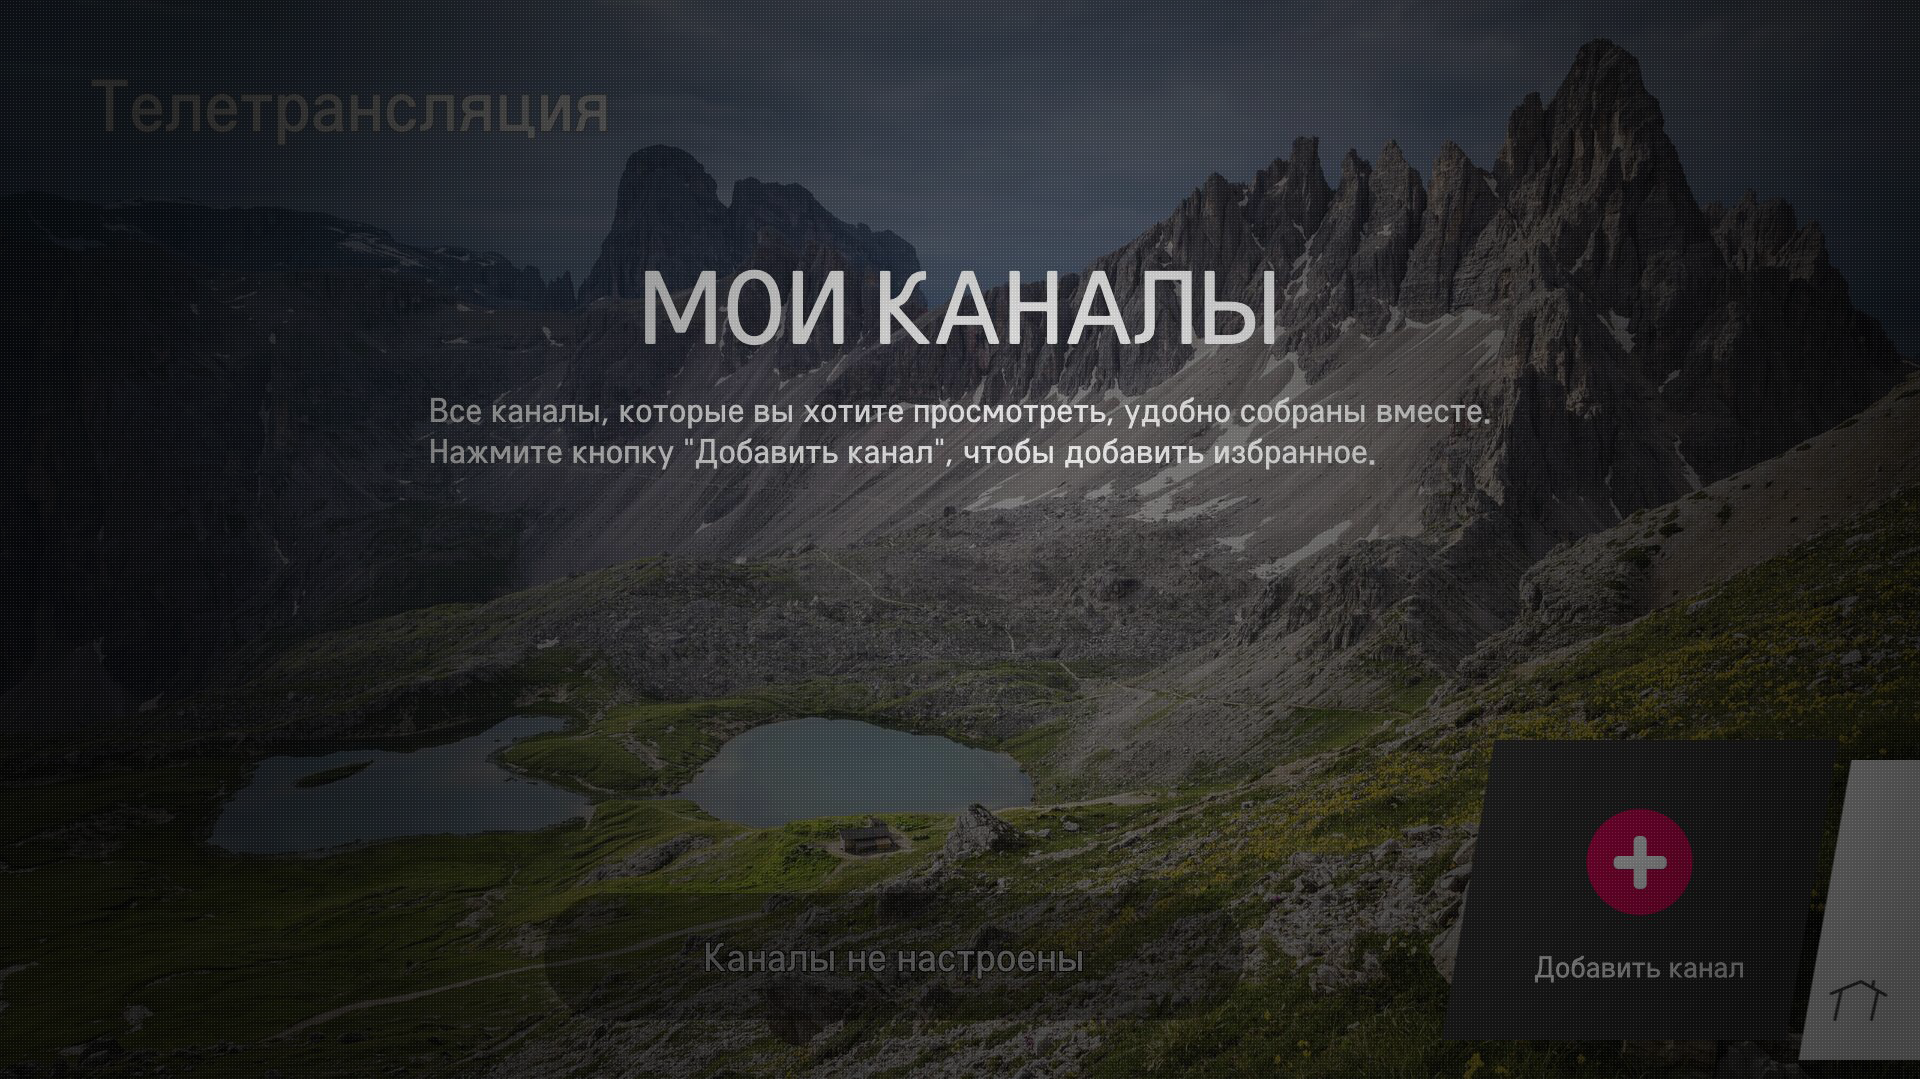 Телетрансляция
МОИ КАНАЛЫ
Все каналы, которые вы хотите просмотреть, удобно собраны вместе.
Нажмите кнопку "Добавить канал", чтобы добавить избранное.
Каналы не настроены
Добавить канал